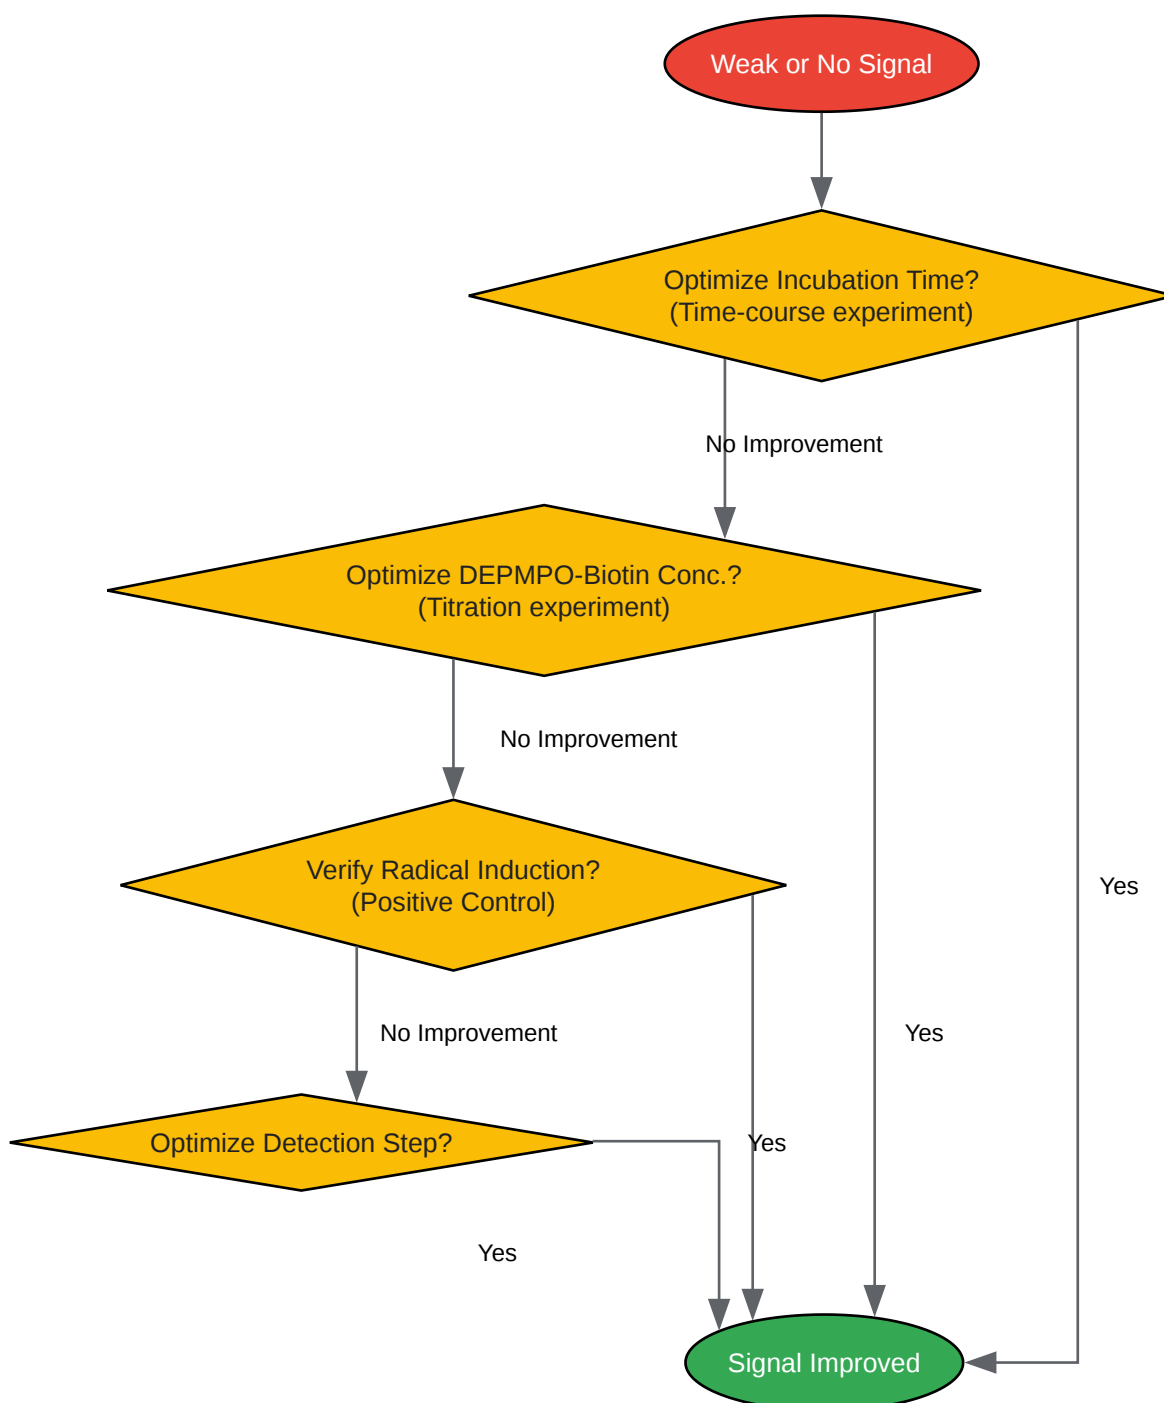 Weak or No Signal
Optimize Incubation Time?
(Time-course experiment)
No Improvement
Optimize DEPMPO-Biotin Conc.?
(Titration experiment)
No Improvement
Verify Radical Induction?
(Positive Control)
Yes
No Improvement
Yes
Optimize Detection Step?
Yes
Yes
Signal Improved